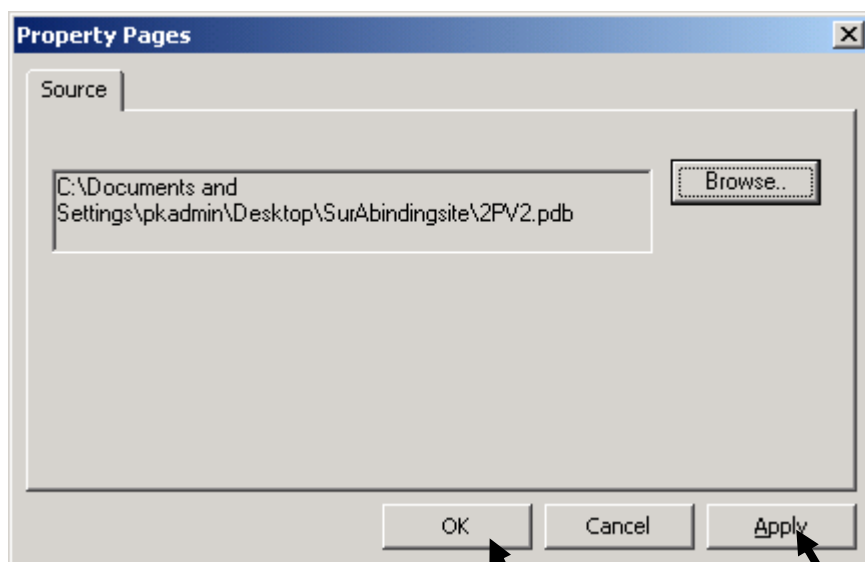 Property Pages
Source
C:\Documents and
Settings\pkadmin\Desktop\SurAbindingsite\2PV2.pdb
Browse..
OK
Cancel
Apply